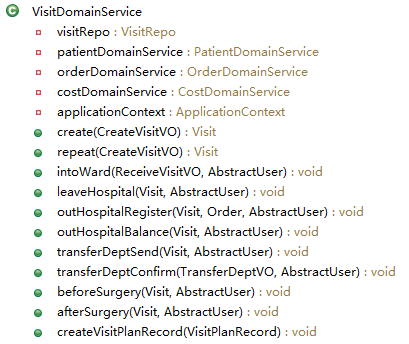 VisitDomainService
visitRepo : VisitRepo
patientDomainService : PatientDomainService
orderDomainService : OrderDomainService
costDomainService : CostDomainService
applicationContext : ApplicationContext
create(CreateVisitVO) : Visit
repeat(CreateVisitVO) : Visit
intoWard(ReceiveVisitVO, AbstractUser) : void
leaveHospital(Visit, AbstractUser) : void
outHospitalRegister(Visit, Order, AbstractUser) : void
outHospitalBalance(Visit, AbstractUser) : void
transferDeptSend(Visit, AbstractUser) : void
transferDeptConfirm(TransferDeptVO, AbstractUser) : void
beforeSurgery(Visit, AbstractUser) : void
afterSurgery(Visit, AbstractUser) : void
createVisitPlanRecord(VisitPlanRecord) : void